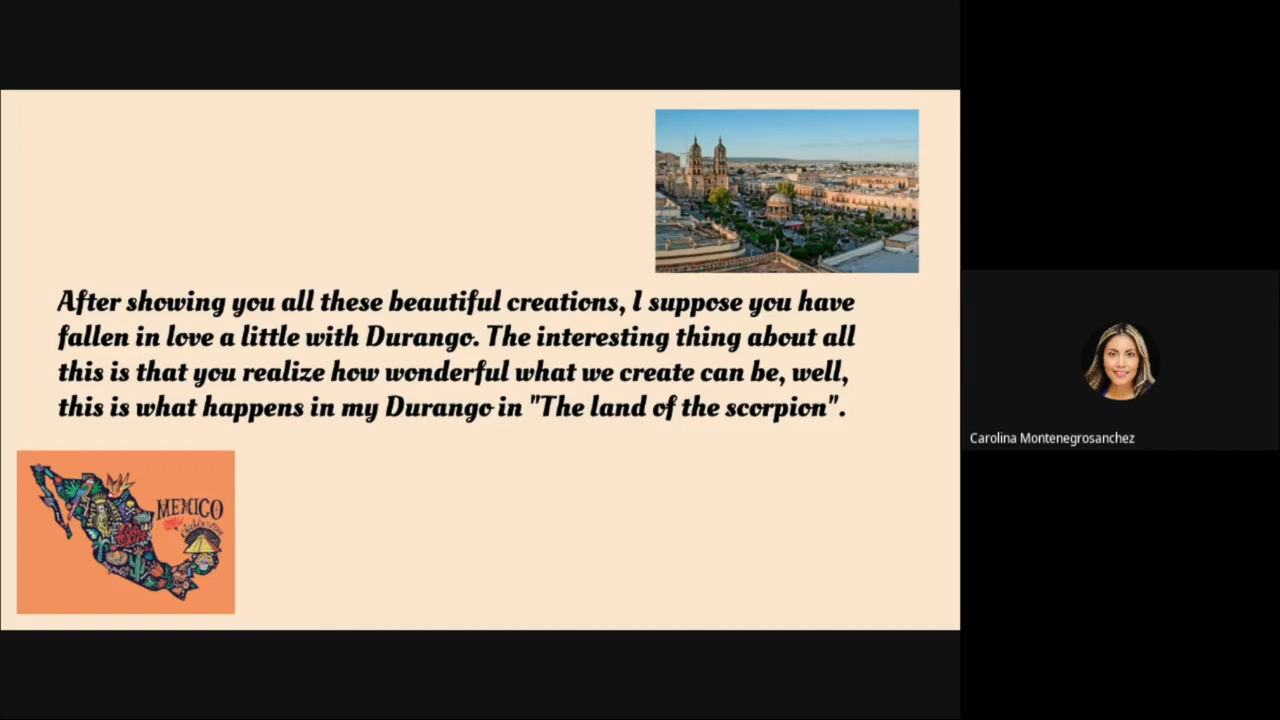 After showing you all these beautiful creations, I suppose you have
fallen in love a little with Durango. The interesting thing about all
this is that you realize how wonderful what we create can be, well,
this is what happens in my Durango in "The land of the scorpion".
MEXICO
Carolina Montenegrosanchez